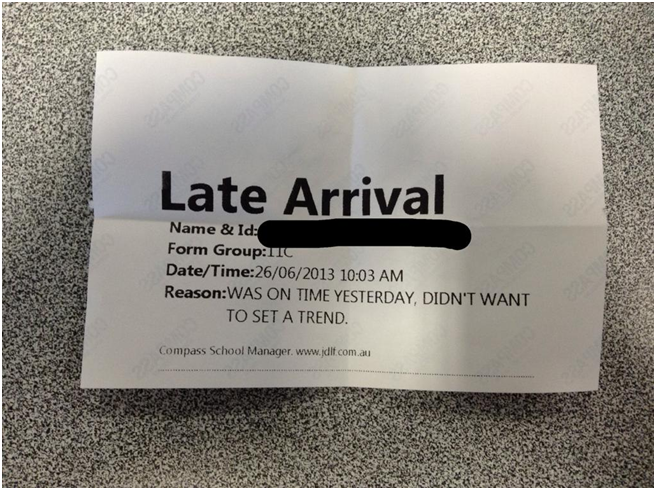 Late Arrival
Name & Id:
Form Group:11C
Date/Time:26/06/2013 10:03 AM
Reason:WAS ON TIME YESTERDAY, DIDN'T WANT
TO SET A TREND.
Compass School Manager. www.jdlf.com.au